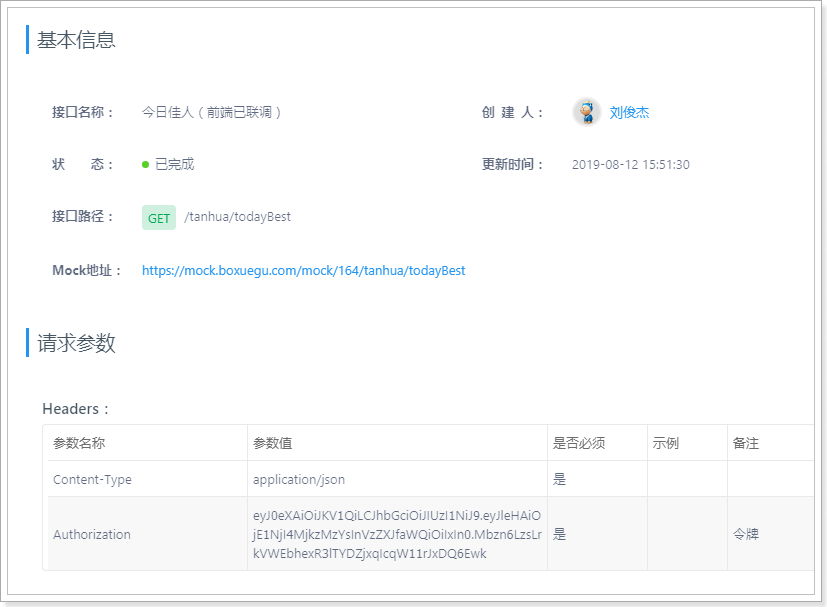 基本信息
接口名称： 今日佳人（前端已联调） 创 建 人： 刘俊杰
状 态： 已完成 更新时间： 2019-08-12 15:51:30
接口路径： GET /tanhua/todayBest
Mock地址： https://mock.boxuegu.com/mock/164/tanhua/todayBest
请求参数
Headers：
参数名称 参数值 是否必须 示例 备注
Content-Type application/json 是
eyJ0eXAiOiJKV1QiLCJhbGciOiJIUzI1NiJ9.eyJleHAiO
Authorization jE1NjI4MjkzMzYsInVzZXJfaWQiOiIxIn0.Mbzn6LzsLr 是 令牌
kVWEbhexR3lTYDZjxqIcqW11rJxDQ6Ewk